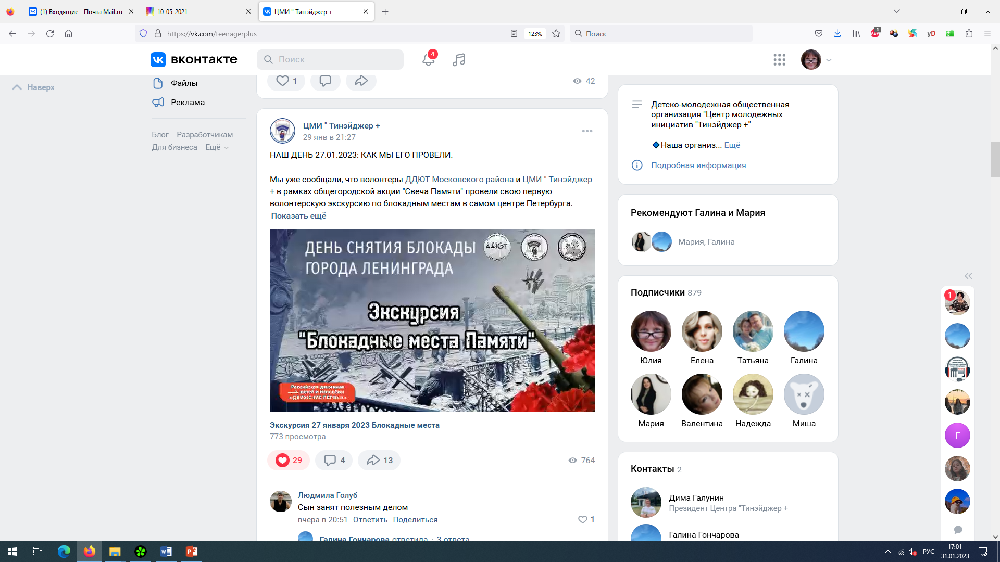 (1) Входящие - Почта Mail.ru
10-05-2021
ЦМИ " Тинэйджер +
https://vk.com/teenagerplus
123%
Поиск
1
вконтакте
Поиск
4
Наверх
Файлы
Реклама
Блог Разработчикам
Для бизнеса Ещё
1
42
ЦМИ " Тинэйджер +
29 янв в 21:27
НАШ ДЕНЬ 27.01.2023: КАК МЫ ЕГО ПРОВЕЛИ.
Мы уже сообщали, что волонтеры ДДЮТ Московского района и ЦМИ " Тинэйджер
+ в рамках общегородской акции "Свеча Памяти" провели свою первую
волонтерскую экскурсию по блокадным местам в самом центре Петербурга.
Показать ещё
ДЕНЬ СНЯТИЯ БЛОКАДЫ
ГОРОДА ЛЕНИНГРАДА
Экскурсия
"Блокадные места Памяти"
Российское движение
детей и молодёжи
«ДВИЖЕНИЕ ПЕРВЫХ»
Экскурсия 27 января 2023 Блокадные места
773 просмотра
29
4
13
764
Людмила Голуб
Сын занят полезным делом
вчера в 20:51 Ответить Поделиться
1
Галина Гончарова ответила · 3 ответа
Детско-молодежная общественная
организация "Центр молодежных
инициатив "Тинэйджер +"
Наша организ... Ещё
Подробная информация
Рекомендуют Галина и Мария
Мария, Галина
Подписчики 879
Юлия Елена Татьяна Галина
Мария Валентина Надежда Миша
Контакты 2
Дима Галунин
Президент Центра "Тинэйджер +"
Галина Гончарова
1
Г
РУС
17:01
31.01.2023